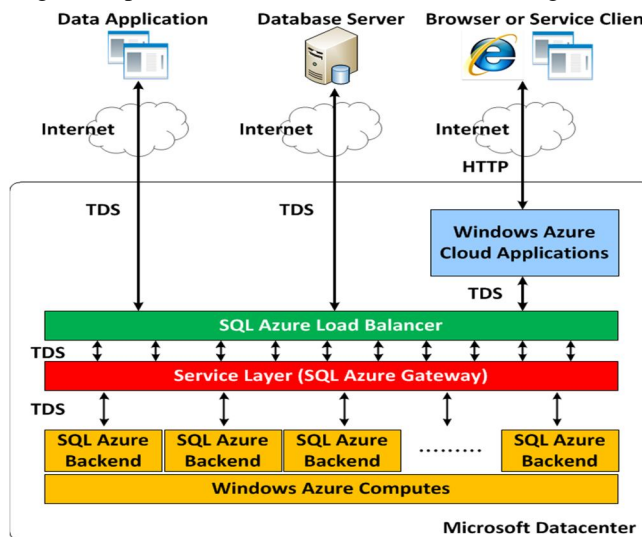 Data Application
Database Server
Browser or Service Client
Internet
Internet
Internet
HTTP
TDS
TDS
Windows Azure
Cloud Applications
TDS
SQL Azure Load Balancer
TDS
Service Layer (SQL Azure Gateway)
TDS
SQL Azure
Backend
SQL Azure
Backend
SQL Azure
Backend
.........
SQL Azure
Backend
Windows Azure Computes
Microsoft Datacenter